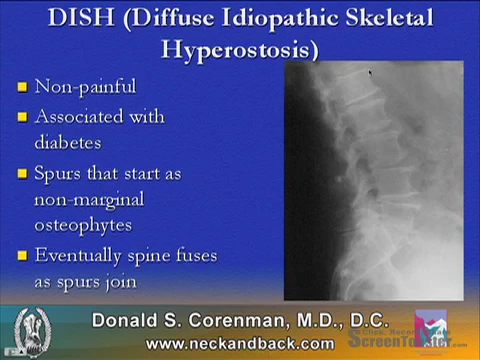 DISH (Diffuse Idiopathic Skeletal
Hyperostosis)
Non-painful
Associated with
diabetes
Spurs that start as
non-marginal
osteophytes
Eventually spine fuses
as spurs join
Donald S. Corenman, M.D., D.C.
www.neckandback.com